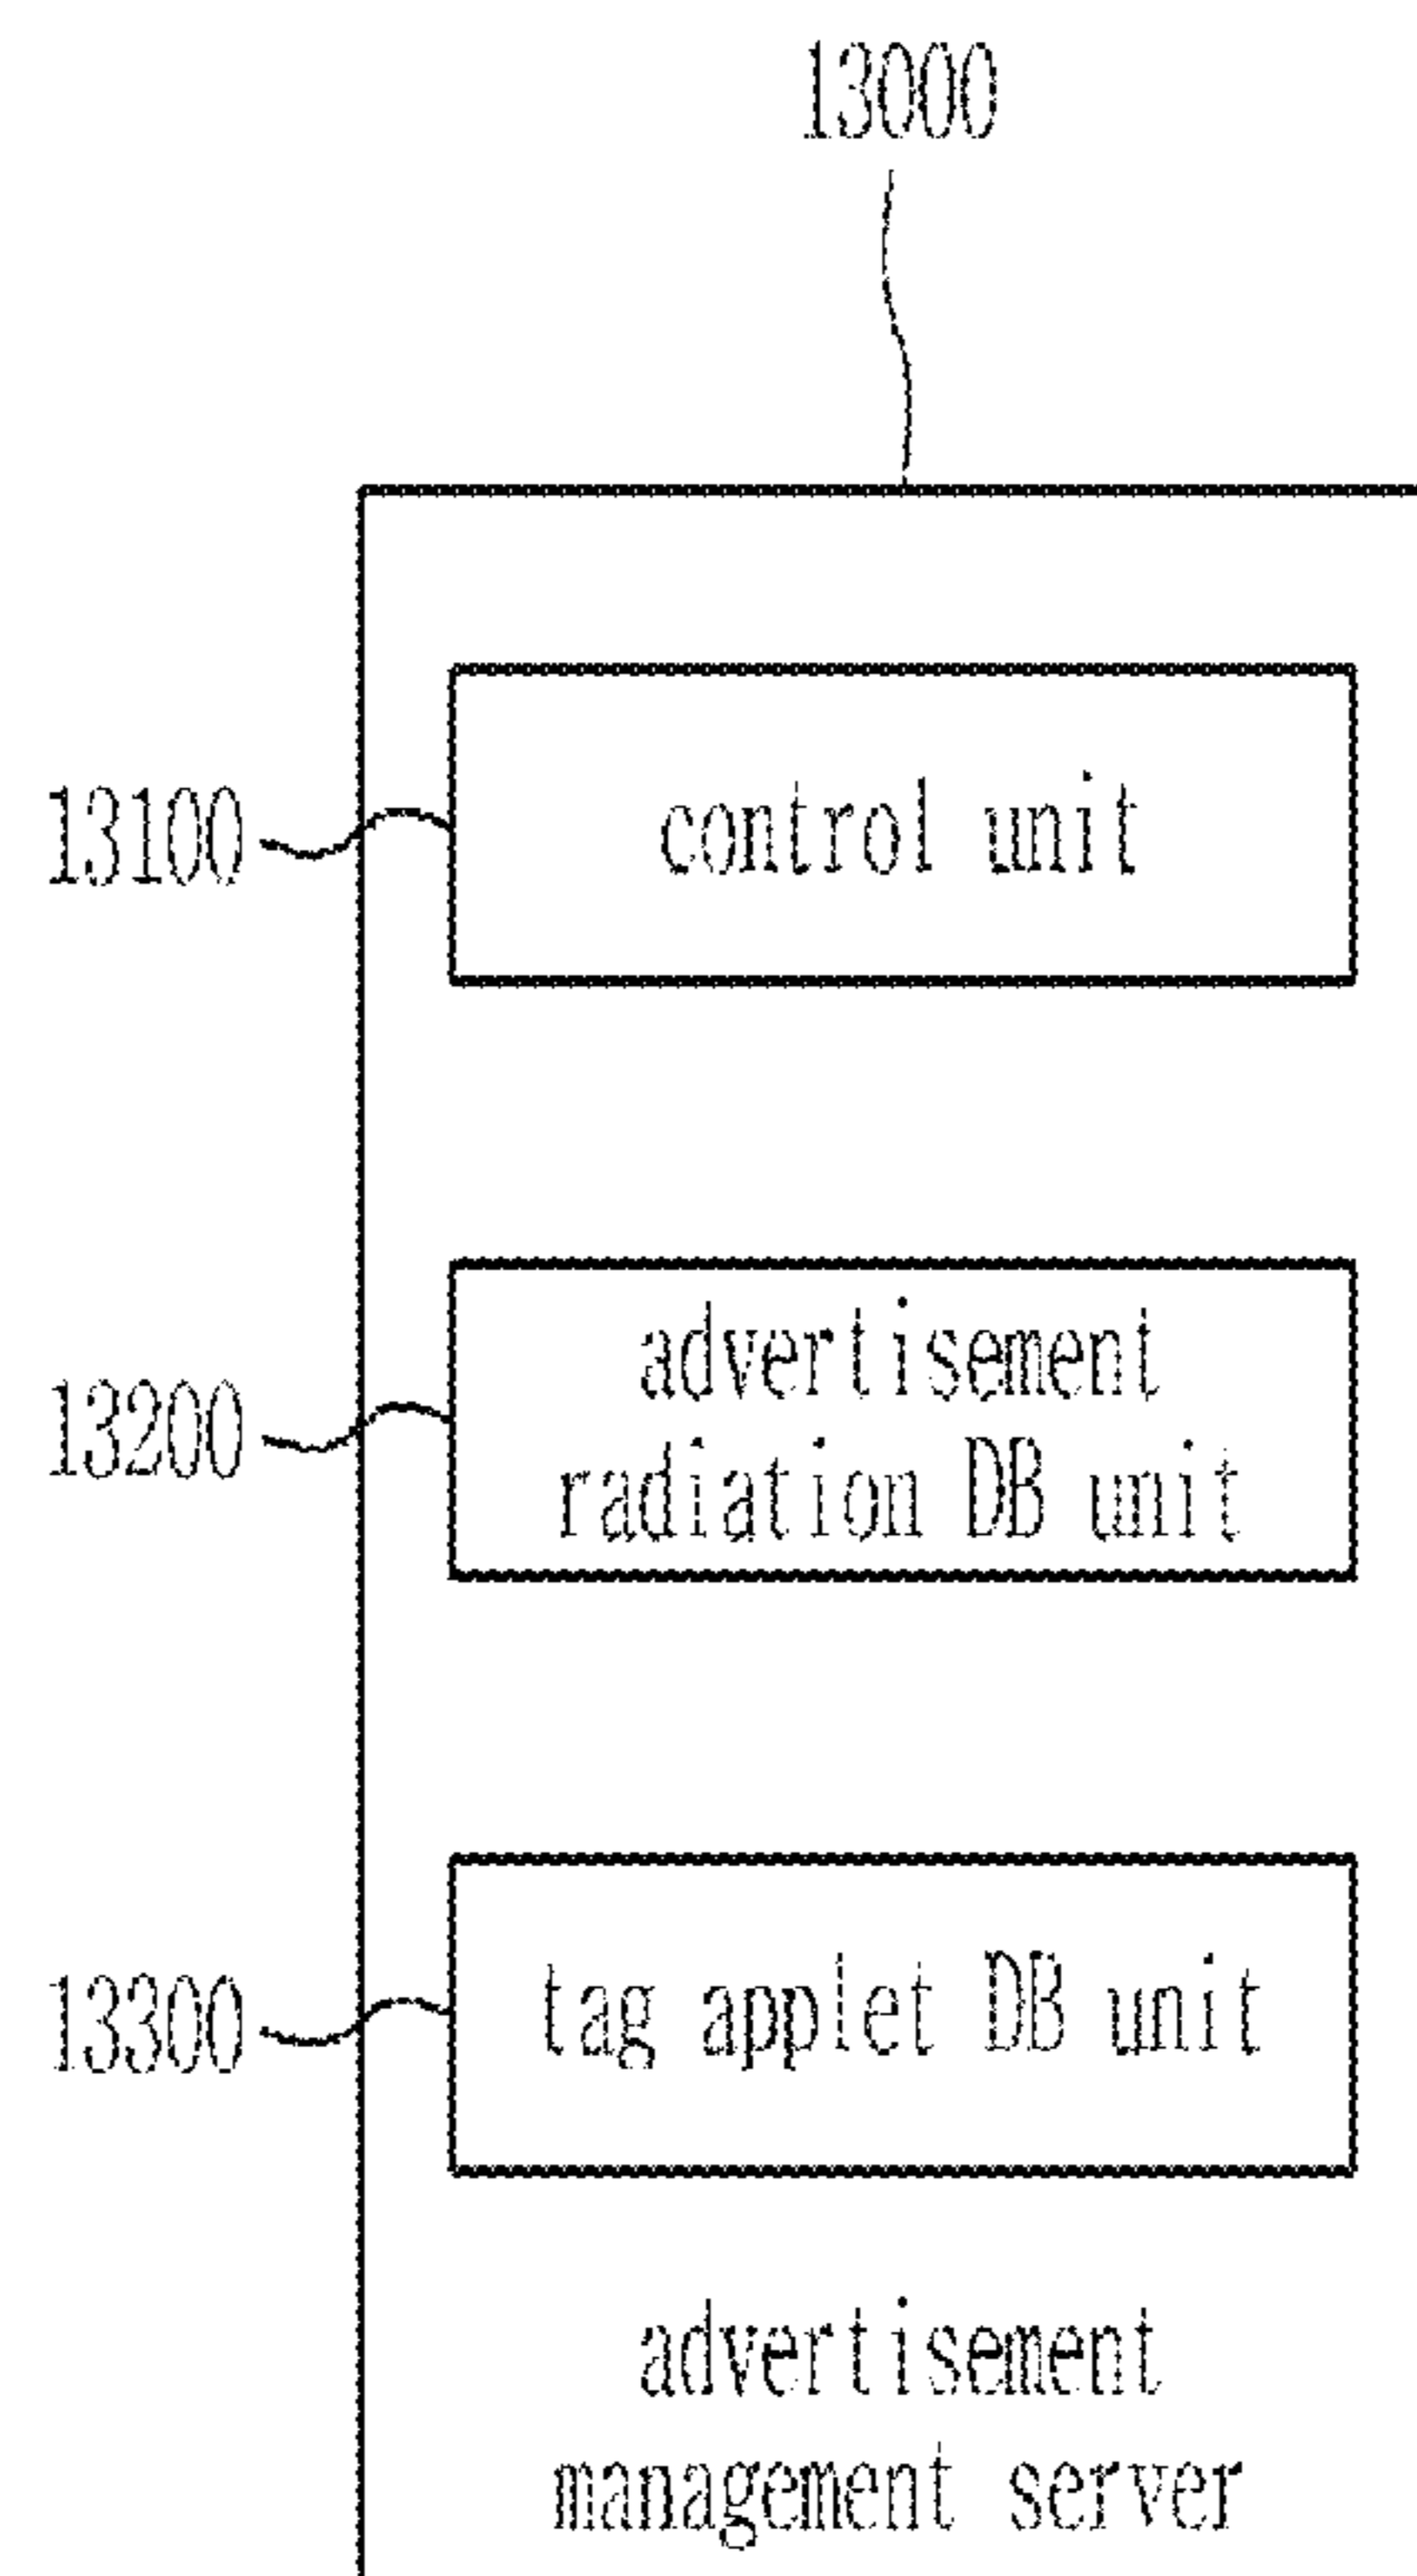 13000
13100
control unit
13200
advertisement
radiation DB unit
13300
tag applet DB unit
advertisement
management server